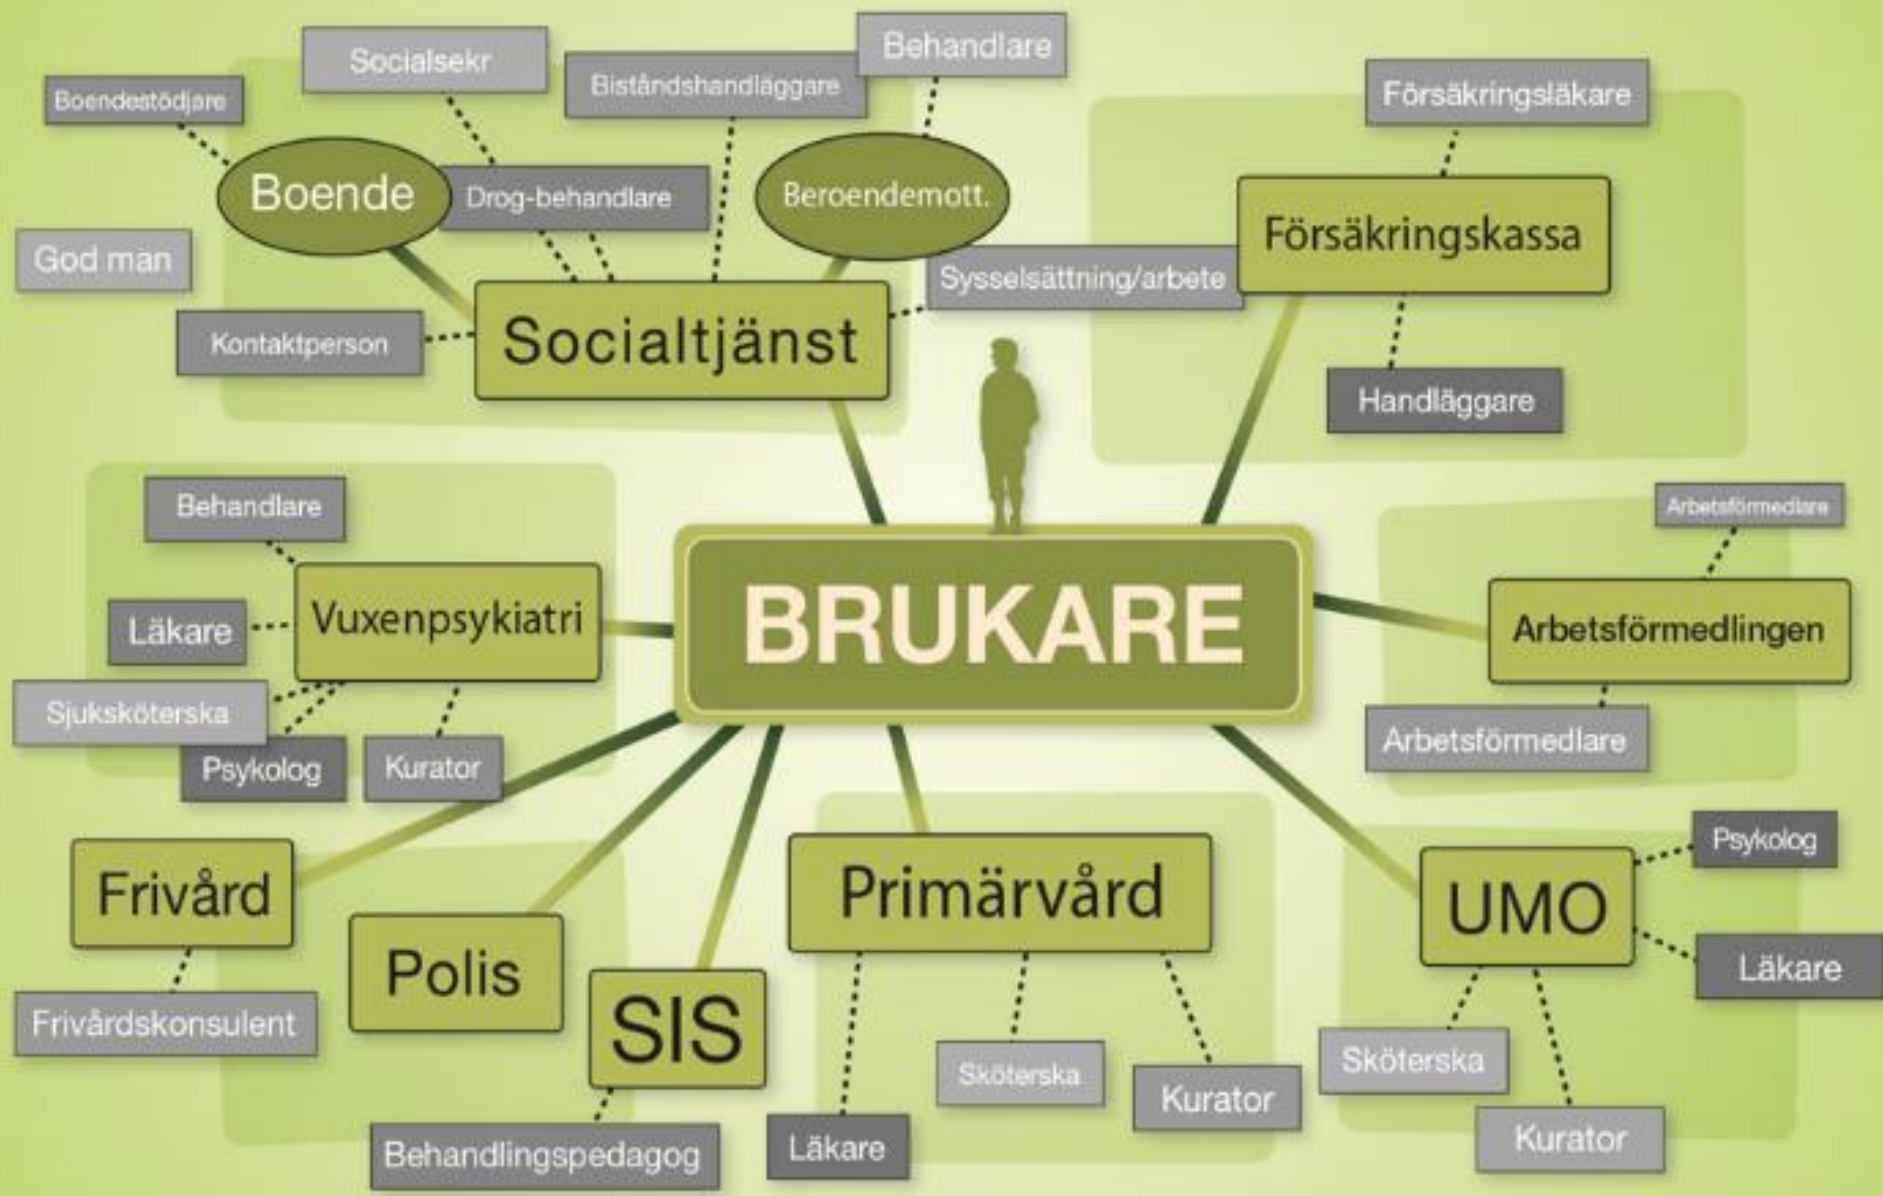 Behandlare
Socialsekr
Biståndshandläggare
Boendestödjare
Försäkringsläkare
Boende
Drog-behandlare
Beroendemott.
Försäkringskassa
God man
Sysselsättning/arbete
Kontaktperson
Socialtjänst
Handläggare
Behandlare
Arbetsförmedlare
Läkare
Vuxenpsykiatri
BRUKARE
Arbetsförmedlingen
Sjuksköterska
Psykolog
Kurator
Arbetsförmedlare
Frivård
Polis
SIS
Primärvård
UMO
Psykolog
Läkare
Frivårdskonsulent
Behandlingspedagog
Läkare
Sköterska
Kurator
Sköterska
Kurator